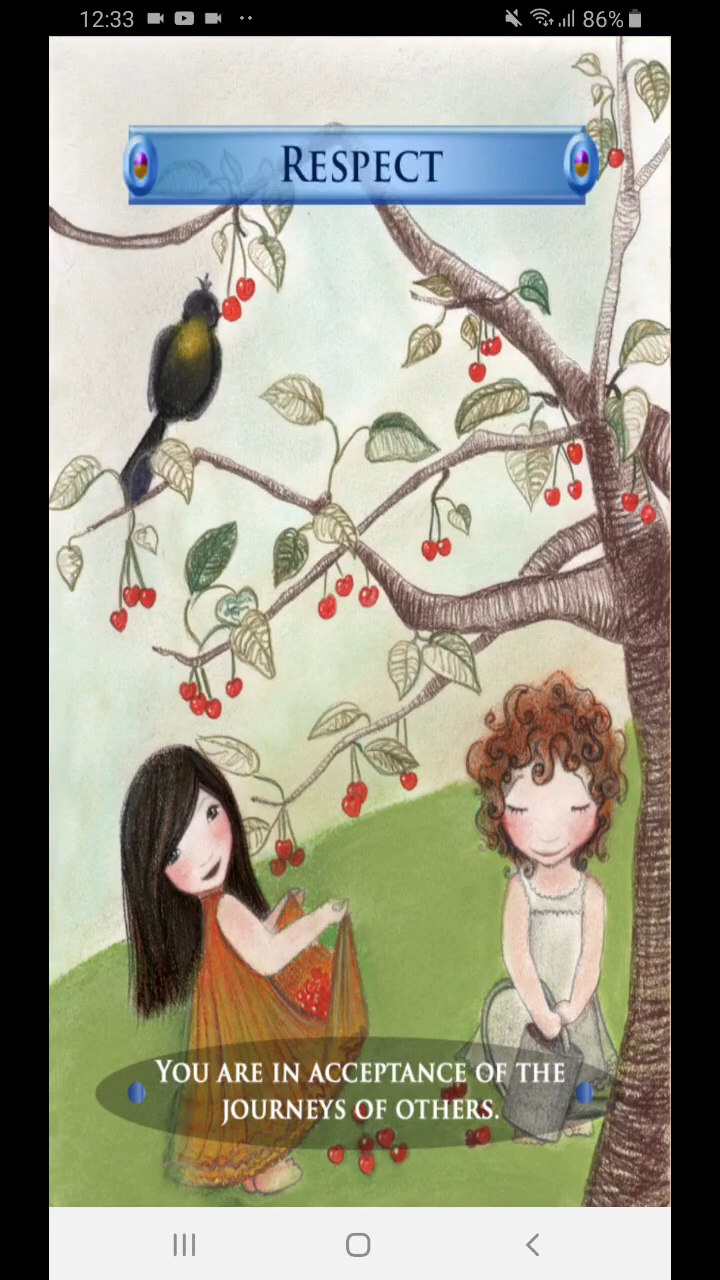 12:33
86%
RESPECT
YOU ARE IN ACCEPTANCE OF THE
JOURNEYS OF OTHERS.